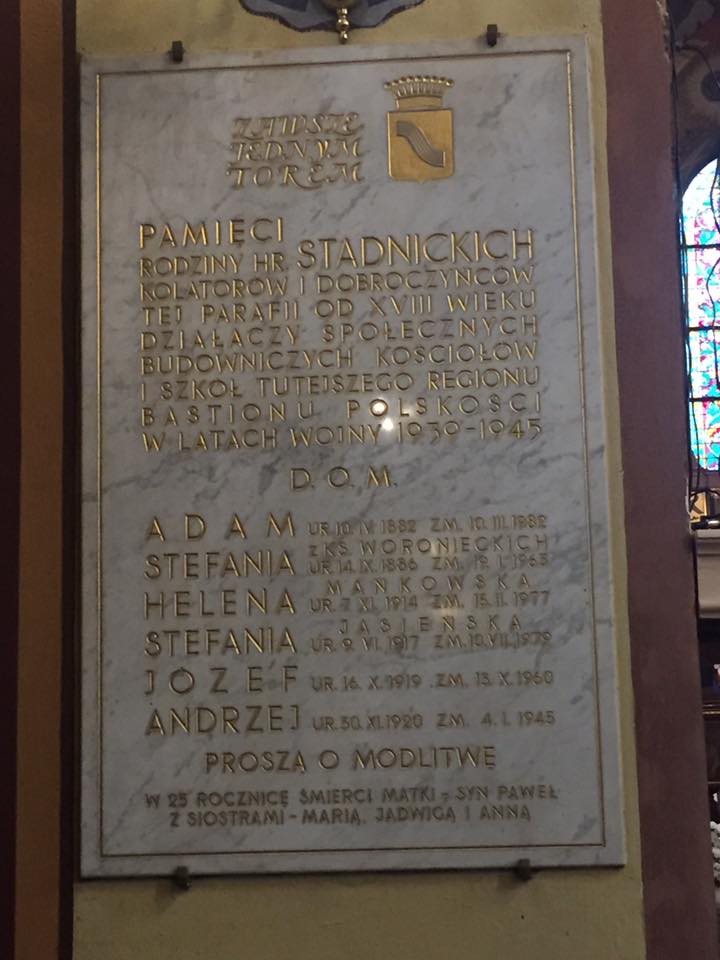 ZAWSZE
JEDNYM
TOREM
PAMIĘCI
RODZINY HR. STADNICKICH
KOLATORÓW I DOBROCZYŃCÓW
TEJ PARAFII OD XVIII WIEKU
DZIAŁACZY SPOŁECZNYCH
BUDOWNICZYCH KOŚCIOŁÓW
I SZKÓŁ TUTEJSZEGO REGIONU
BASTIONU POLSKOŚCI
W LATACH WOJNY 1939-1945
D.O.M.
ADAM UR. 10. IV 1882 ZM. 10. III. 1982
Z KS. WORONIECKICH
STEFANIA UR. 14. IX. 1886 ZM. 12. I. 1963
MAŃKOWSKA
HELENA UR. 7. XI. 1914 ZM. 15. II. 1977
JASIEŃSKA
STEFANIA UR. 9. VI. 1917 ZM. 10. VII. 1979
JÓZEF UR. 16. X. 1919 ZM. 13. X. 1960
ANDRZEJ UR. 30. XI. 1920 ZM. 4. I. 1945
PROSZĄ O MODLITWĘ
W 25 ROCZNICĘ ŚMIERCI MATKI - SYN PAWEŁ
Z SIOSTRAMI - MARIĄ, JADWIGĄ I ANNĄ